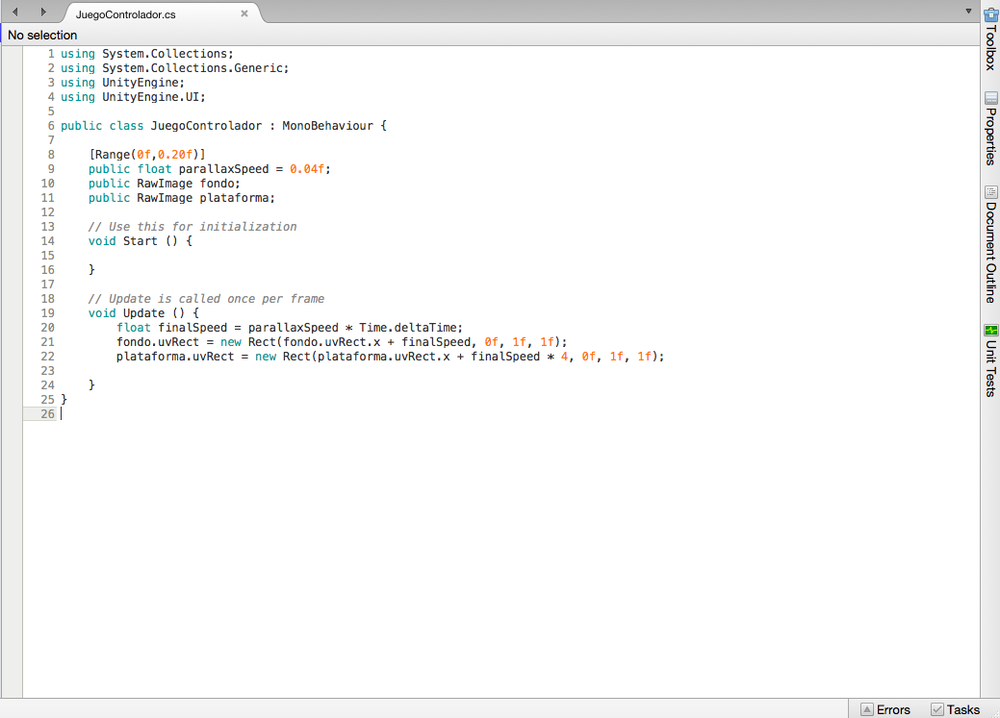 JuegoControlador.cs
No selection
1 using System.Collections;
2 using System.Collections.Generic;
3 using UnityEngine;
4 using UnityEngine.UI;
5
6 public class JuegoControlador : MonoBehaviour {
7
8     [Range(0f,0.20f)]
9     public float parallaxSpeed = 0.04f;
10     public RawImage fondo;
11     public RawImage plataforma;
12
13     // Use this for initialization
14     void Start () {
15
16     }
17
18     // Update is called once per frame
19     void Update () {
20         float finalSpeed = parallaxSpeed * Time.deltaTime;
21         fondo.uvRect = new Rect(fondo.uvRect.x + finalSpeed, 0f, 1f, 1f);
22         plataforma.uvRect = new Rect(plataforma.uvRect.x + finalSpeed * 4, 0f, 1f, 1f);
23
24     }
25 }
26
Toolbox
Properties
Document Outline
Unit Tests
Errors
Tasks